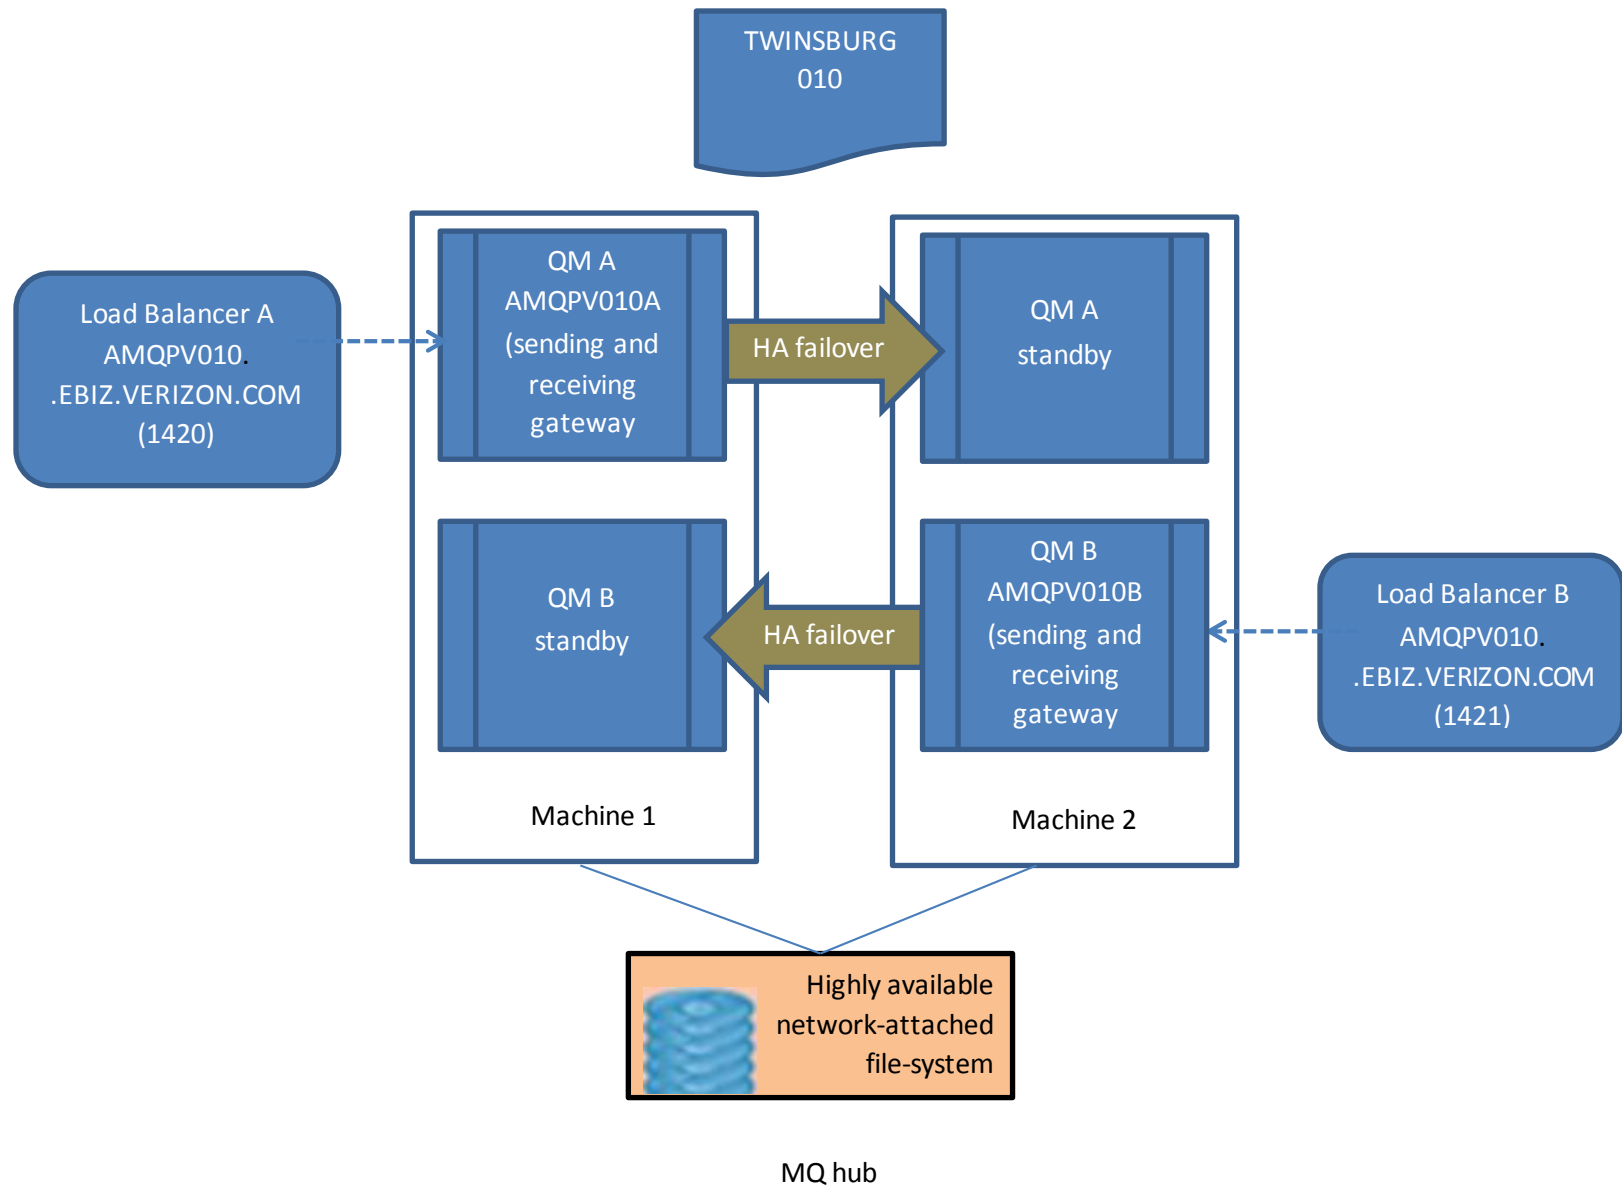 TWINSBURG
010
Load Balancer A
AMQPV010.
.EBIZ.VERIZON.COM
(1420)
QM A
AMQPV010A
(sending and
receiving
gateway
HA failover
QM A
standby
QM B
standby
HA failover
QM B
AMQPV010B
(sending and
receiving
gateway
Load Balancer B
AMQPV010.
.EBIZ.VERIZON.COM
(1421)
Machine 1
Machine 2
Highly available
network-attached
file-system
MQ hub